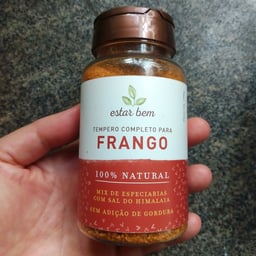 estar bem
TEMPERO COMPLETO PARA
FRANGO
100% NATURAL
MIX DE ESPECIARIAS
COM SAL DO HIMALAIA
SEM ADIÇÃO DE GORDURA